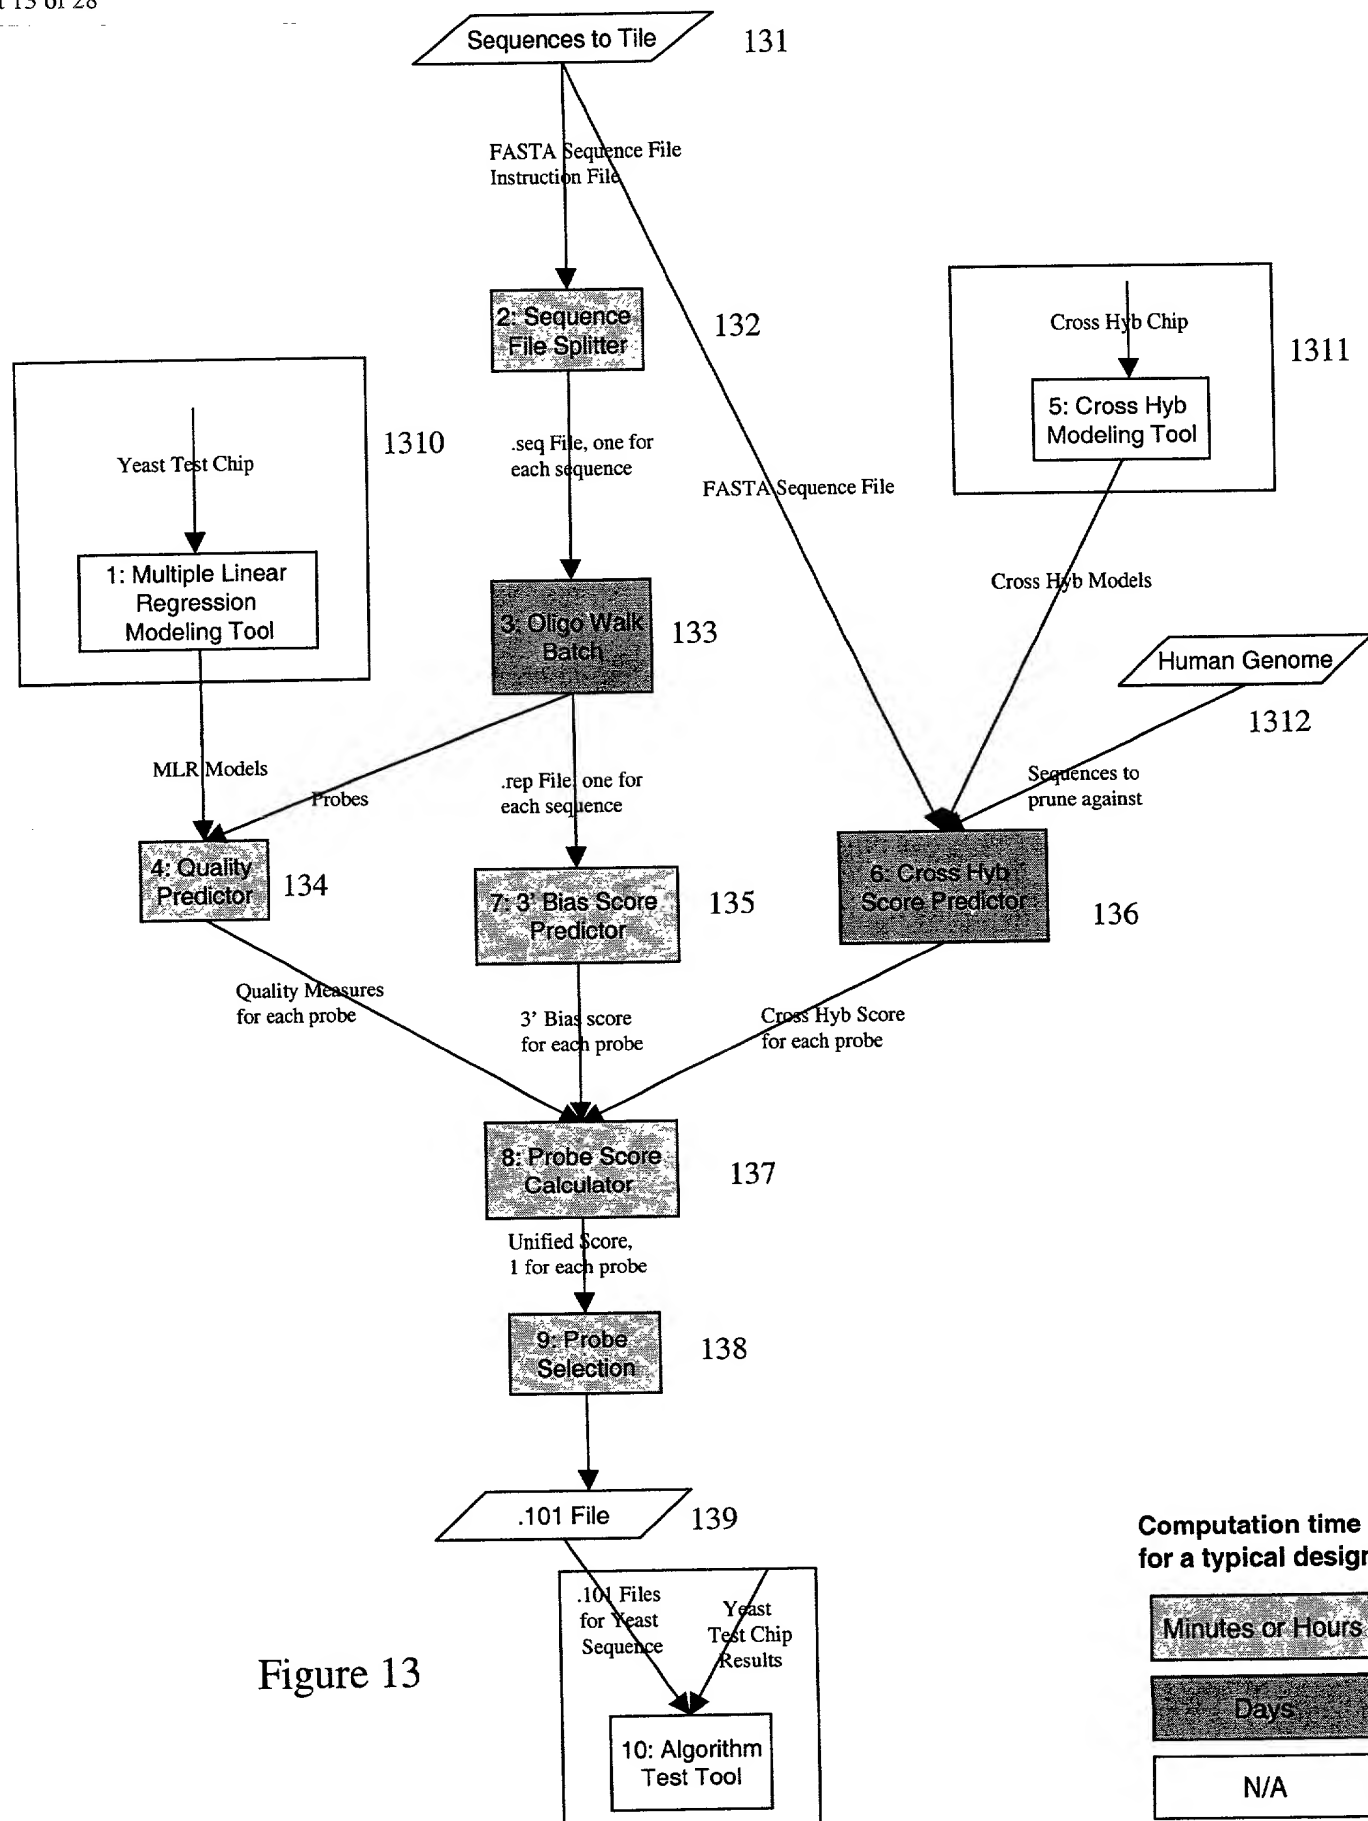 13 of 28
Sequences to Tile
131
FASTA Sequence File
Instruction File
2: Sequence
File Splitter
132
Cross Hyb Chip
1311
5: Cross Hyb
Modeling Tool
1310
Yeast Test Chip
.seq File, one for
each sequence
FASTA Sequence File
1: Multiple Linear
Regression
Modeling Tool
3: Oligo Walk
Batch
133
Cross Hyb Models
Human Genome
1312
MLR Models
Probes
.rep File, one for
each sequence
Sequences to
prune against
4: Quality
Predictor
134
7: 3' Bias Score
Predictor
135
6: Cross Hyb
Score Predictor
136
Quality Measures
for each probe
3' Bias score
for each probe
Cross Hyb Score
for each probe
8: Probe Score
Calculator
137
Unified Score,
1 for each probe
9: Probe
Selection
138
.101 File
139
Computation time
for a typical design
.101 Files
for Yeast
Sequence
Yeast
Test Chip
Results
Minutes or Hours
Figure 13
Days
10: Algorithm
Test Tool
N/A